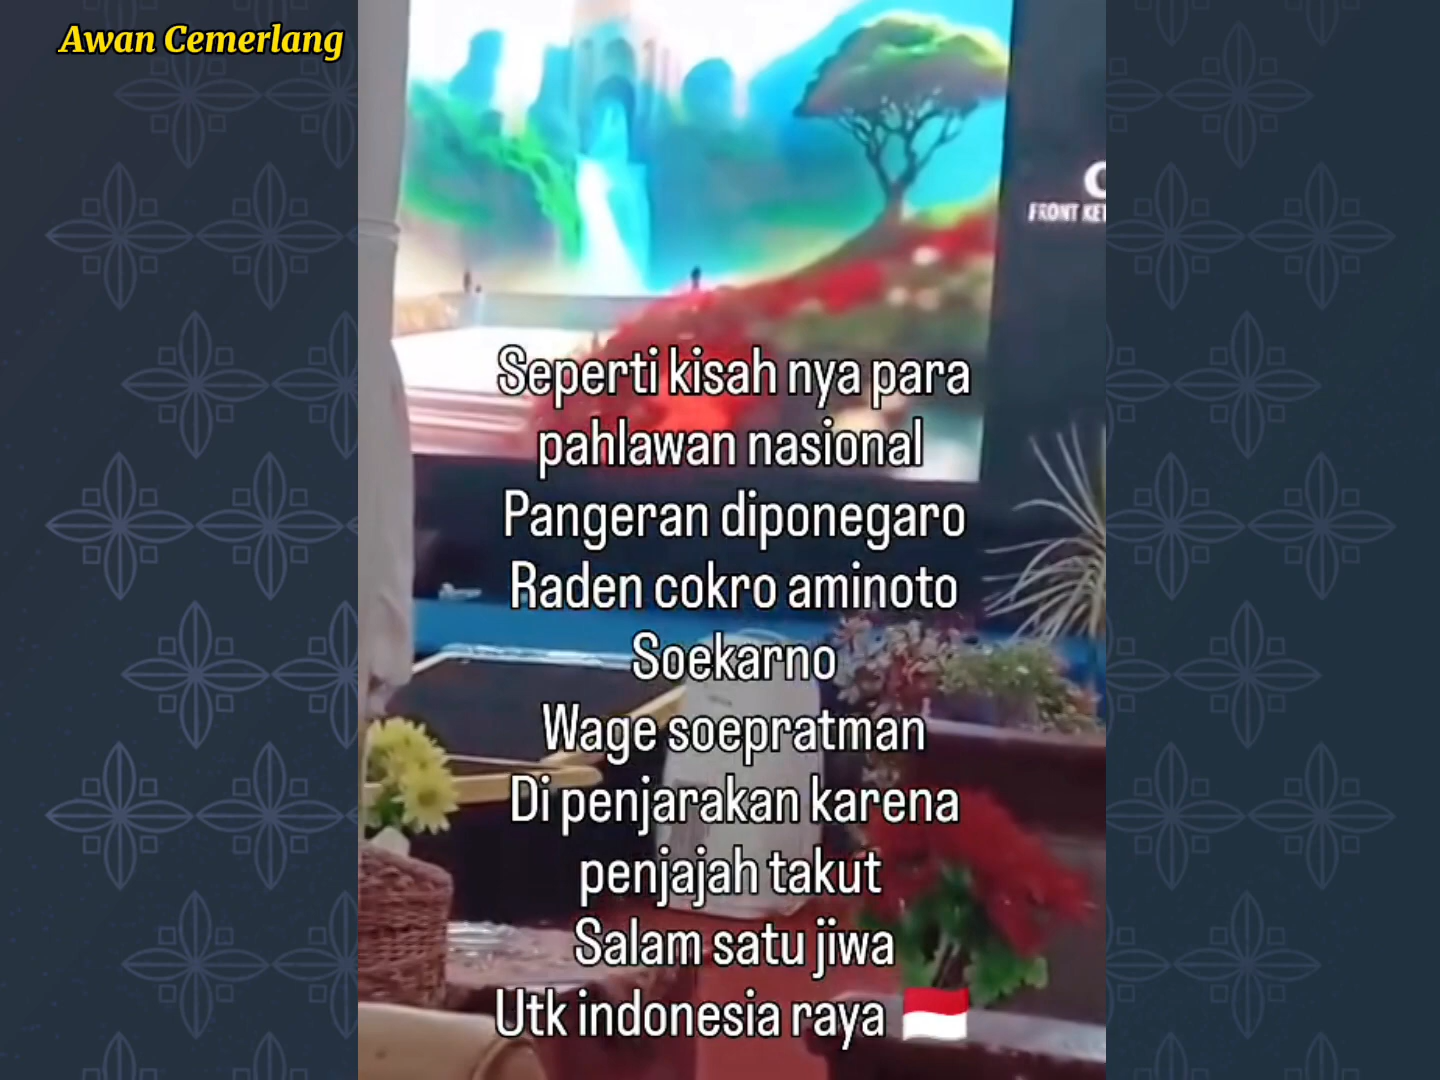 Awan Cemerlang
FRONT
Seperti kisah nya para
pahlawan nasional
Pangeran diponegaro
Raden cokro aminoto
Soekarno
Wage soepratman
Di penjarakan karena
penjajah takut
Salam satu jiwa
Utk indonesia raya 🇮🇩